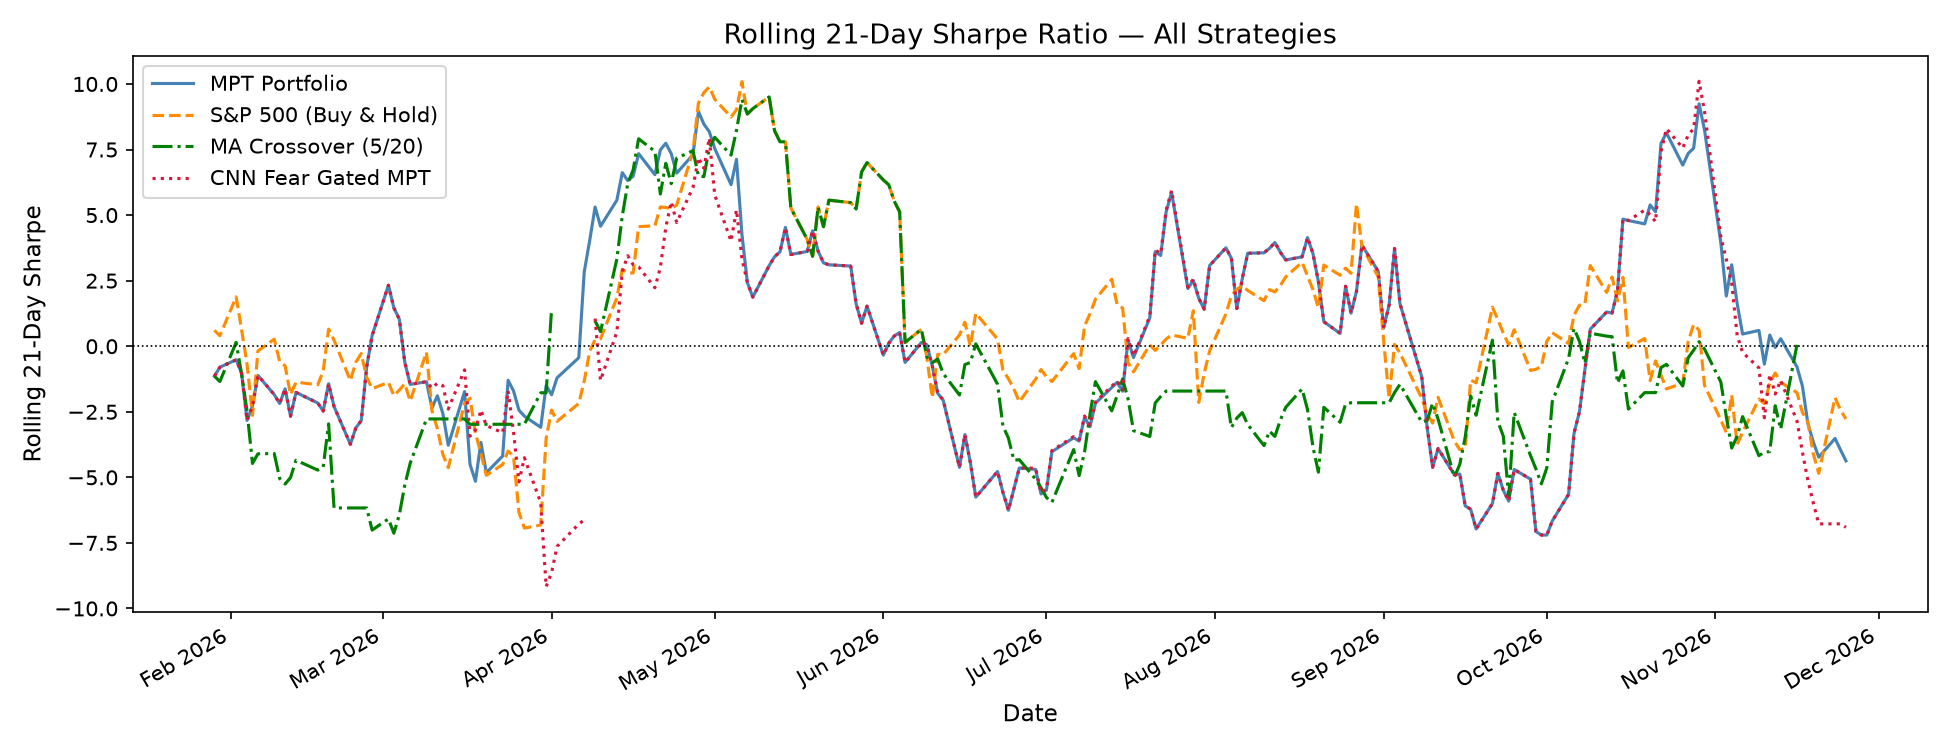 Rolling 21-Day Sharpe Ratio — All Strategies
MPT Portfolio
S&P 500 (Buy & Hold)
MA Crossover (5/20)
CNN Fear Gated MPT
Rolling 21-Day Sharpe
10.0
7.5
5.0
2.5
0.0
−2.5
−5.0
−7.5
−10.0
Feb 2026
Mar 2026
Apr 2026
May 2026
Jun 2026
Jul 2026
Aug 2026
Sep 2026
Oct 2026
Nov 2026
Dec 2026
Date